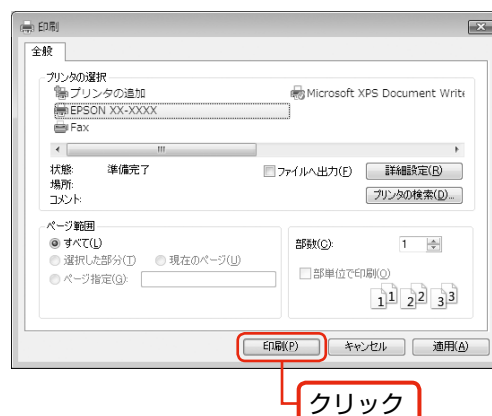 印刷
全般
プリンタの選択
プリンタの追加
Microsoft XPS Document Write
EPSON XX-XXXX
Fax
状態: 準備完了
ファイルへ出力(F)
詳細設定(R)
場所:
コメント:
プリンタの検索(D)...
ページ範囲
すべて(L)
選択した部分(T)
現在のページ(U)
ページ指定(G):
部数(C): 1
部単位で印刷(O)
1 1 2 2 3 3
印刷(P)
キャンセル
適用(A)
クリック